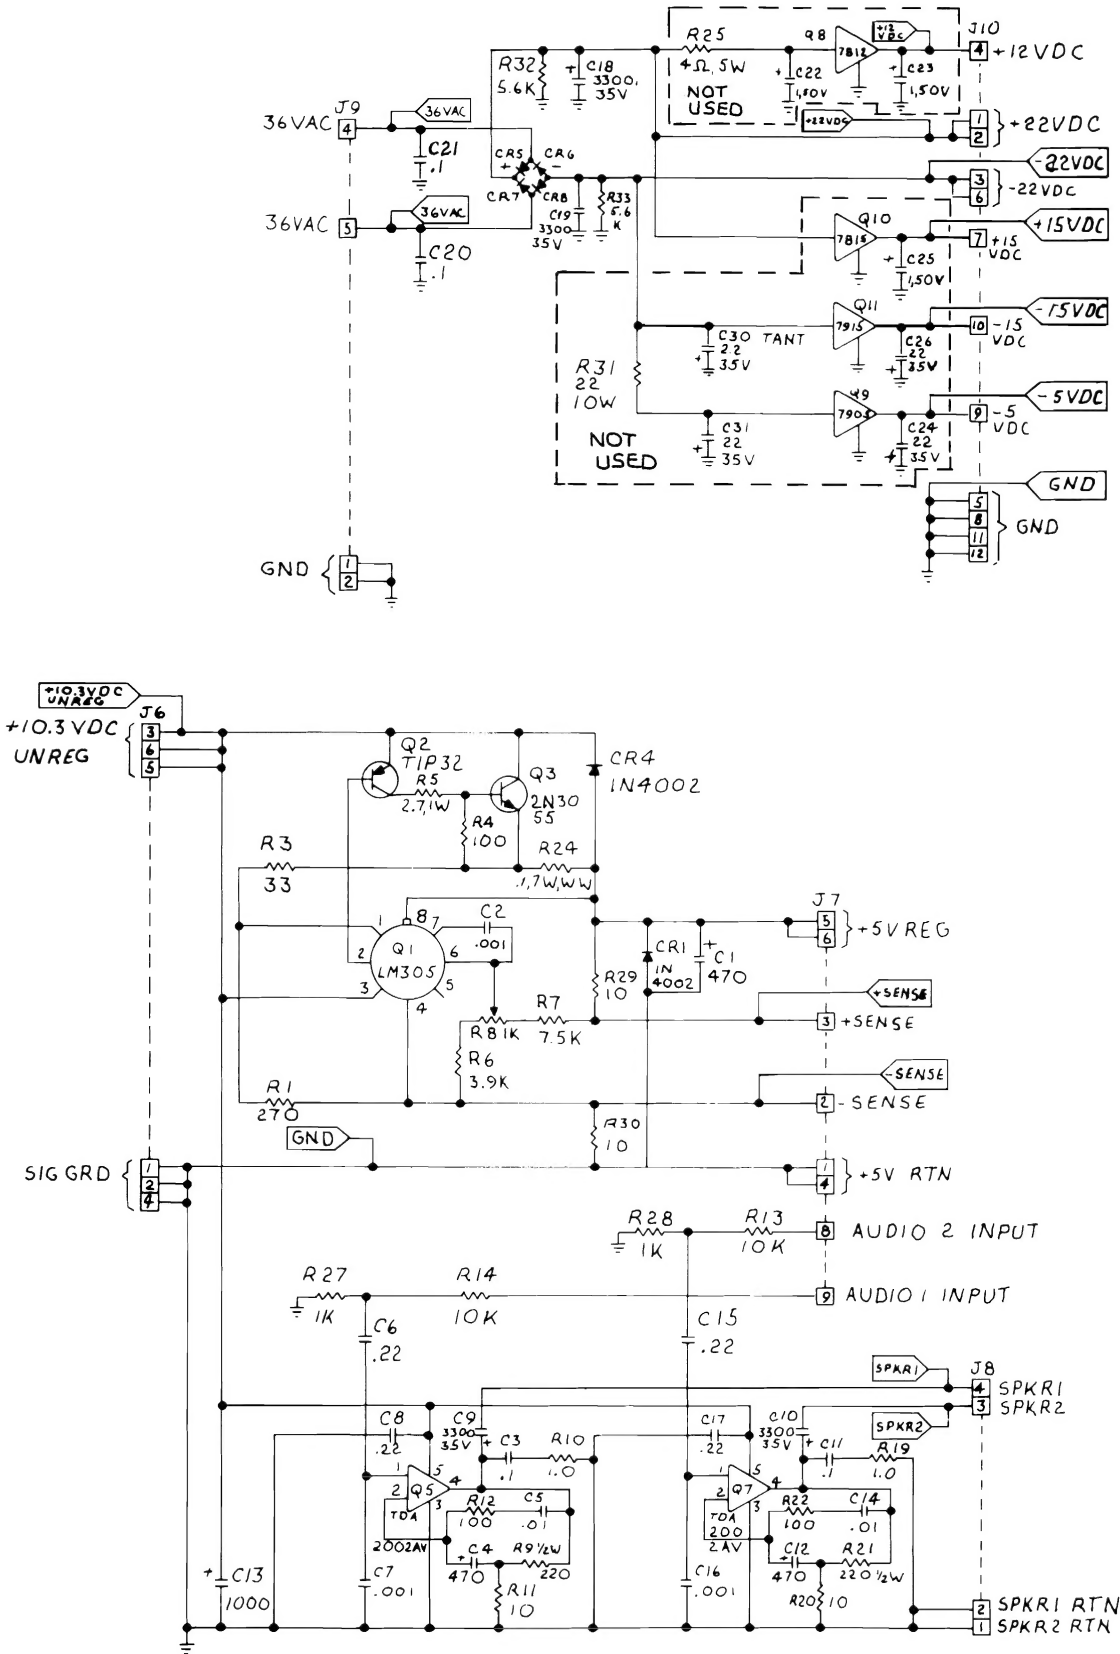 R25
4Ω, 5W
NOT
USED
Q8
7812
+12
VDC
J10
4
+12VDC
R32
5.6K
+
C18
3300,
35V
+
C22
1,50V
+
C23
1,50V
J9
36VAC
4
36VAC
C21
.1
+22VDC
1
2
+22VDC
CR5
CR6
+
-
CR7
CR8
-22VDC
3
6
-22VDC
36VAC
5
36VAC
C20
.1
C19
3300
35V
R33
5.6
K
Q10
7815
+15VDC
7
+15
VDC
+
C25
1,50V
Q11
7915
-15VDC
10
-15
VDC
C30
2.2
35V
+
TANT
C26
22
35V
+
R31
22
10W
Q9
7905
-5VDC
9
-5
VDC
C31
22
35V
+
C24
22
35V
+
NOT
USED
GND
5
8
11
12
GND
GND
1
2
+10.3VDC
UNREG
J6
+10.3VDC
UNREG
3
6
5
Q2
TIP32
R5
2.7,1W
Q3
2N30
55
CR4
1N4002
R4
100
R3
33
R24
.1,7W,WW
1
8
7
C2
.001
2
Q1
LM305
6
3
4
5
J7
5
6
+5V REG
CR1
1N
4002
+
C1
470
R29
10
+SENSE
3
+SENSE
R8 1K
R7
7.5K
R6
3.9K
-SENSE
2
-SENSE
R1
270
R30
10
GND
SIG GRD
1
2
4
1
4
+5V RTN
R28
1K
R13
10K
8
AUDIO 2 INPUT
R27
1K
R14
10K
9
AUDIO 1 INPUT
C6
.22
C15
.22
SPKR1
J8
4
SPKR1
3
SPKR2
SPKR2
C8
.22
C9
3300
35V
+
C3
.1
R10
1.0
C17
.22
C10
3300
35V
+
C11
.1
R19
1.0
1
5
2
Q5
4
3
TDA
2002AV
R12
100
C5
.01
1
5
2
Q7
4
3
TDA
200
2AV
R22
100
C14
.01
+
C4
470
R9 1/2W
220
+
C12
470
R21
220 1/2W
+
C13
1000
C7
.001
R11
10
C16
.001
R20
10
2
SPKR1 RTN
1
SPKR2 RTN